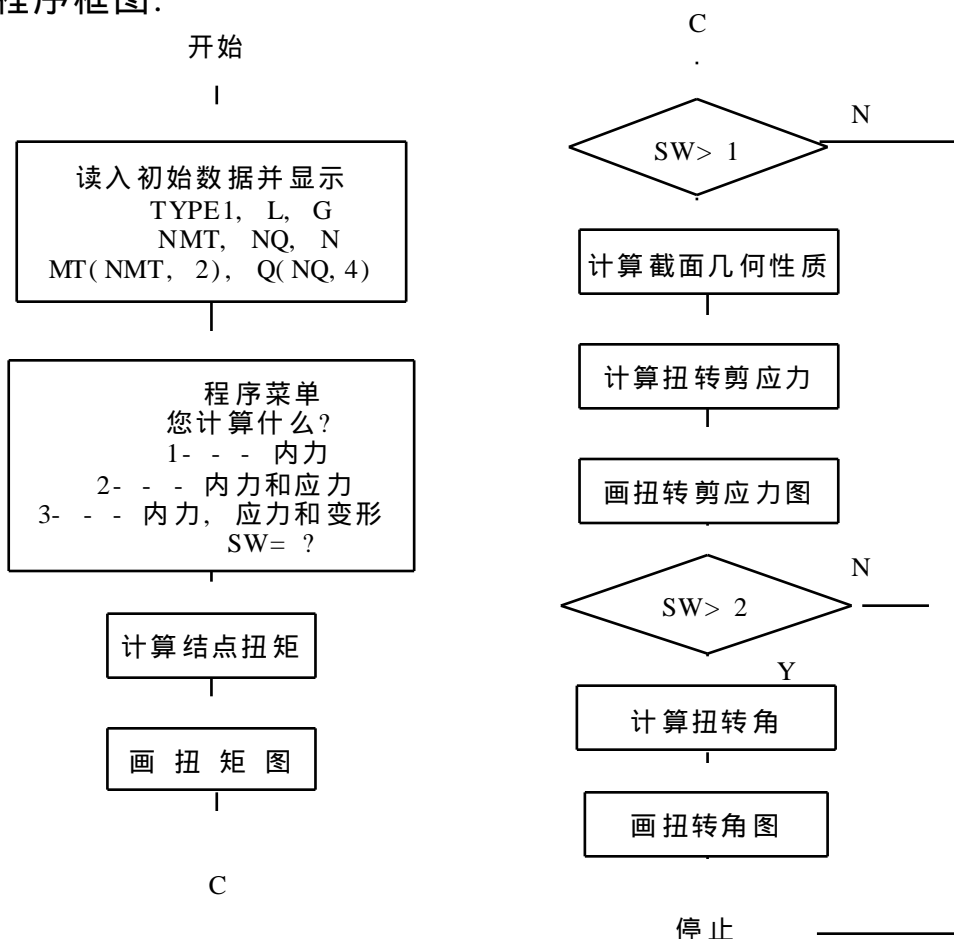 程序框图:
开始
读入初始数据并显示
TYPE1, L, G
NMT, NQ, N
MT(NMT, 2), Q(NQ, 4)
程序菜单
您计算什么?
1- - - 内力
2- - - 内力和应力
3- - - 内力, 应力和变形
SW= ?
计算结点扭矩
画扭矩图
C
C
SW> 1
N
计算截面几何性质
计算扭转剪应力
画扭转剪应力图
SW> 2
N
Y
计算扭转角
画扭转角图
停止